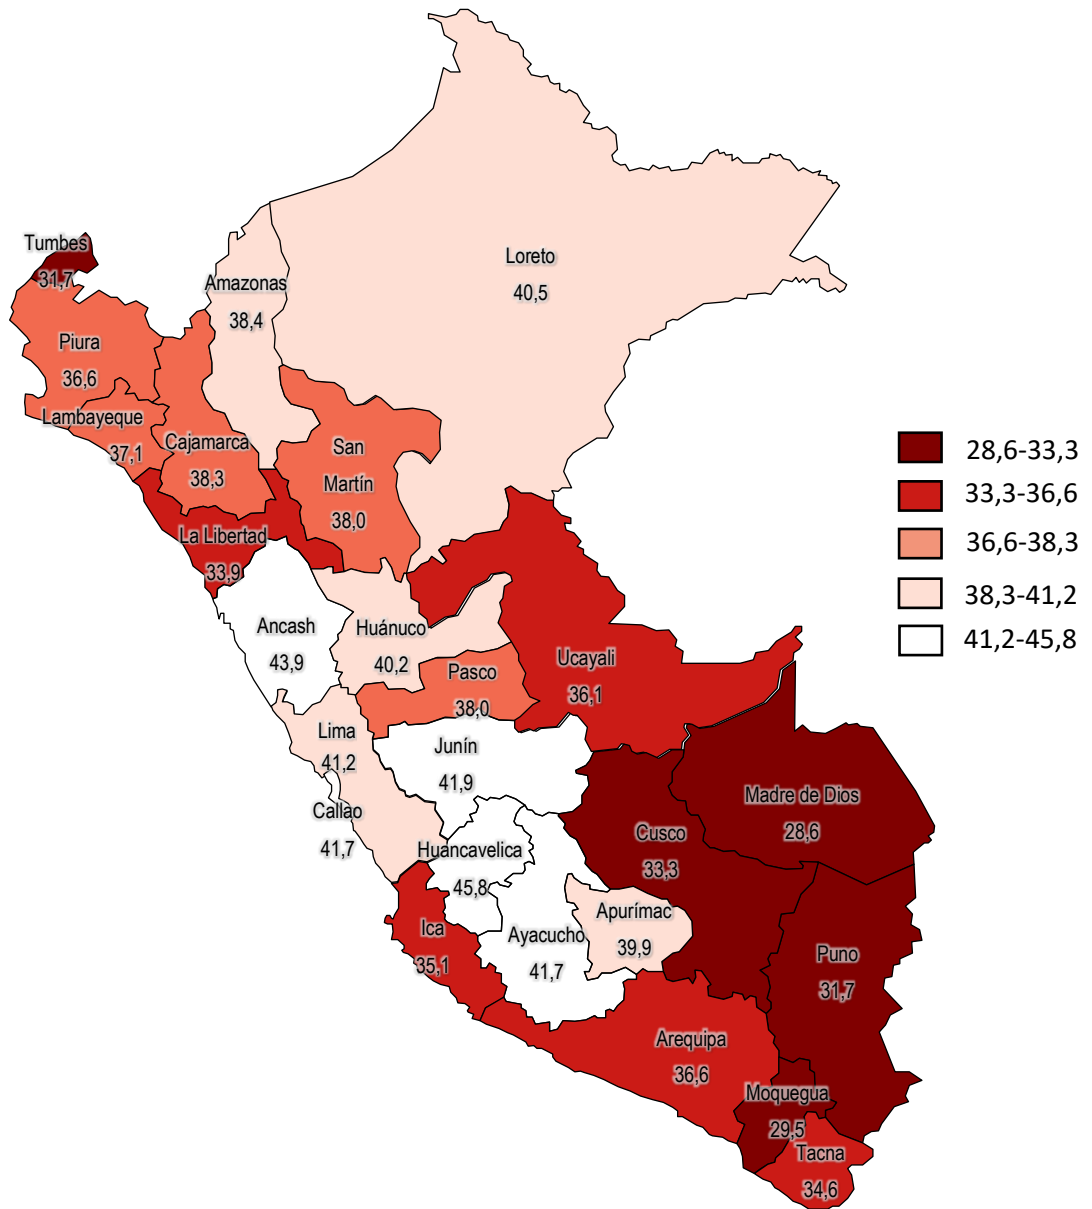 Tumbes
31,7
Piura
36,6
Lambayeque
37,1
Amazonas
38,4
Cajamarca
38,3
Loreto
40,5
San
Martín
38,0
La Libertad
33,9
Ancash
43,9
Huánuco
40,2
Pasco
38,0
Ucayali
36,1
Lima
41,2
Callao
41,7
Junín
41,9
Huancavelica
45,8
Ica
35,1
Ayacucho
41,7
Apurímac
39,9
Cusco
33,3
Madre de Dios
28,6
Puno
31,7
Arequipa
36,6
Moquegua
29,5
Tacna
34,6
28,6-33,3
33,3-36,6
36,6-38,3
38,3-41,2
41,2-45,8